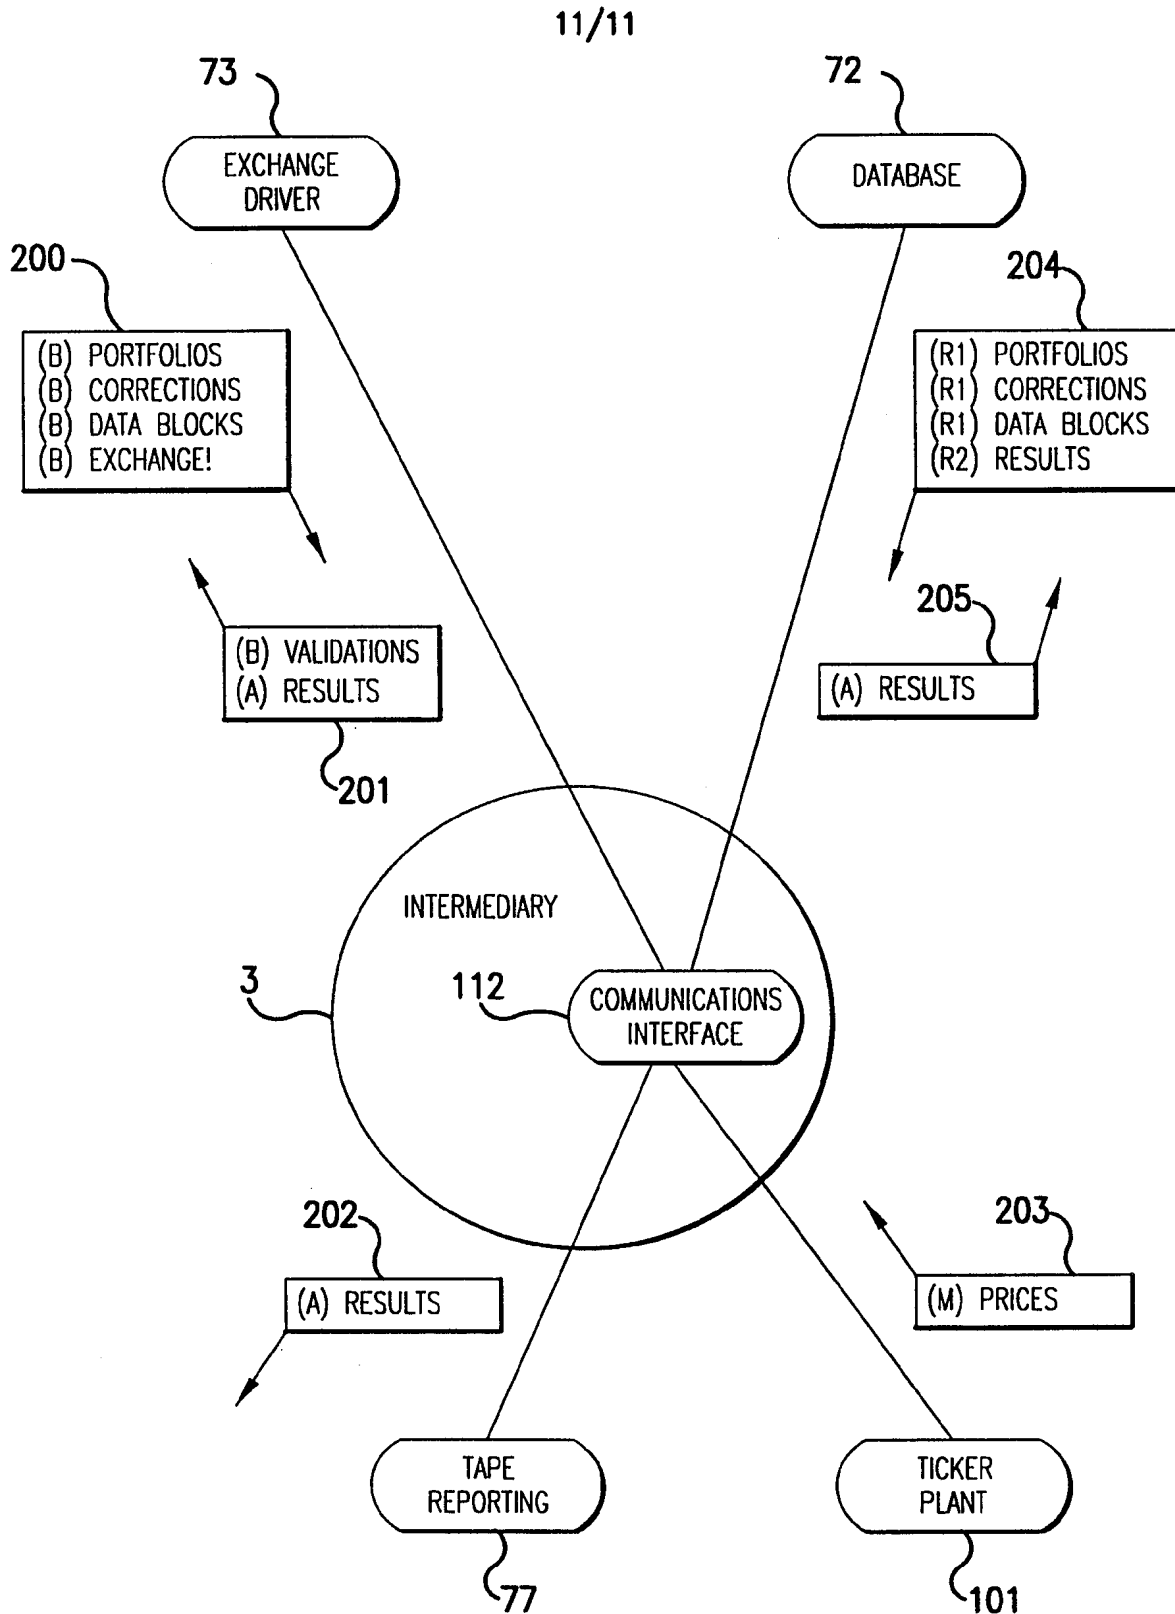 11/11
73
72
EXCHANGE
DRIVER
DATABASE
200
204
(B) PORTFOLIOS
(B) CORRECTIONS
(B) DATA BLOCKS
(B) EXCHANGE!
(R1) PORTFOLIOS
(R1) CORRECTIONS
(R1) DATA BLOCKS
(R2) RESULTS
205
(B) VALIDATIONS
(A) RESULTS
(A) RESULTS
201
INTERMEDIARY
3
112
COMMUNICATIONS
INTERFACE
202
203
(A) RESULTS
(M) PRICES
TAPE
REPORTING
TICKER
PLANT
77
101